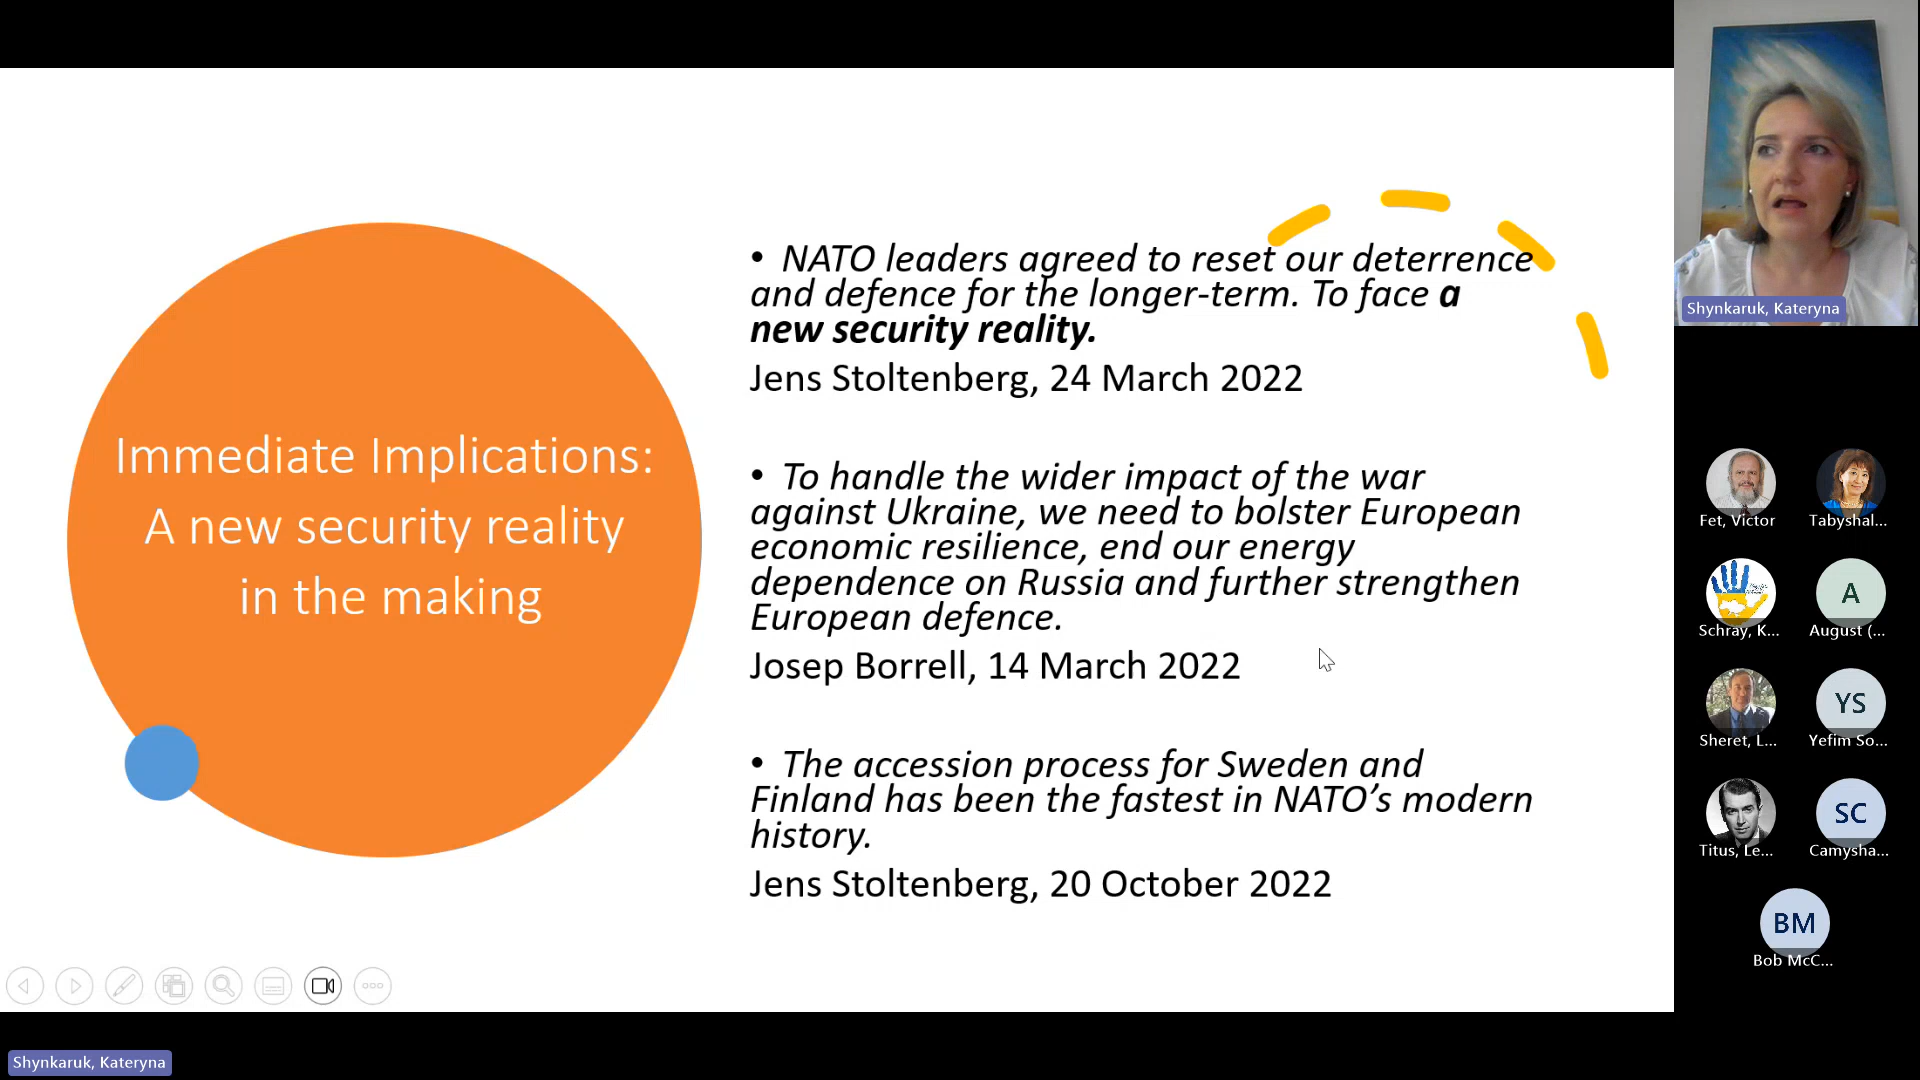 Immediate Implications:
A new security reality
in the making
• NATO leaders agreed to reset our deterrence
and defence for the longer-term. To face a
new security reality.
Jens Stoltenberg, 24 March 2022
• To handle the wider impact of the war
against Ukraine, we need to bolster European
economic resilience, end our energy
dependence on Russia and further strengthen
European defence.
Josep Borrell, 14 March 2022
• The accession process for Sweden and
Finland has been the fastest in NATO’s modern
history.
Jens Stoltenberg, 20 October 2022
Shynkaruk, Kateryna
Fet, Victor
Tabyshal...
Schray, K...
A
August (...
Sheret, L...
YS
Yefim So...
Titus, Le...
SC
Camysha...
BM
Bob McC...
Shynkaruk, Kateryna